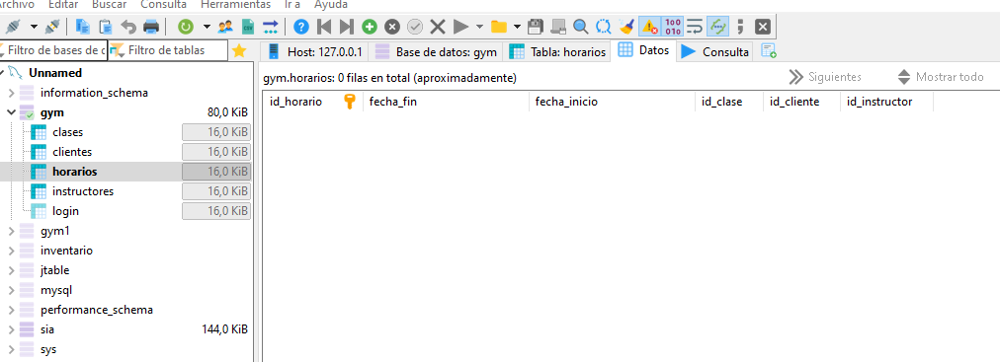 Archivo Editar Buscar Consulta Herramientas Ir a Ayuda
Filtro de bases de d Filtro de tablas
Host: 127.0.0.1 Base de datos: gym Tabla: horarios Datos Consulta
gym.horarios: 0 filas en total (aproximadamente) Siguientes Mostrar todo
id_horario fecha_fin fecha_inicio id_clase id_cliente id_instructor
Unnamed
information_schema
gym 80,0 KiB
clases 16,0 KiB
clientes 16,0 KiB
horarios 16,0 KiB
instructores 16,0 KiB
login 16,0 KiB
gym1
inventario
jtable
mysql
performance_schema
sia 144,0 KiB
sys